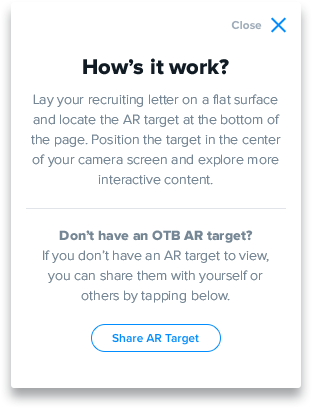 Close
How's it work?
Lay your recruiting letter on a flat surface
and locate the AR target at the bottom of
the page. Position the target in the center
of your camera screen and explore more
interactive content.
Don't have an OTB AR target?
If you don't have an AR target to view,
you can share them with yourself or
others by tapping below.
Share AR Target